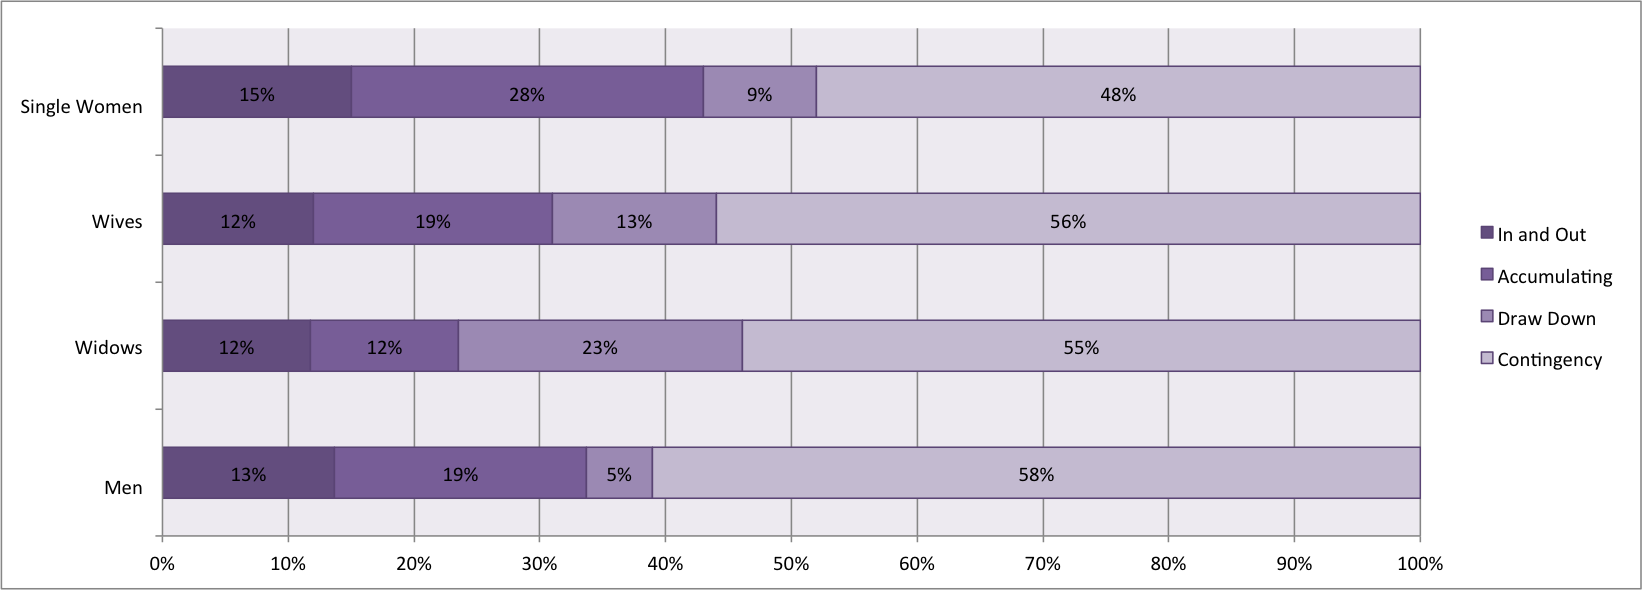 Single Women 15% 28% 9% 48%
Wives 12% 19% 13% 56%
Widows 12% 12% 23% 55%
Men 13% 19% 5% 58%
0% 10% 20% 30% 40% 50% 60% 70% 80% 90% 100%
In and Out
Accumulating
Draw Down
Contingency